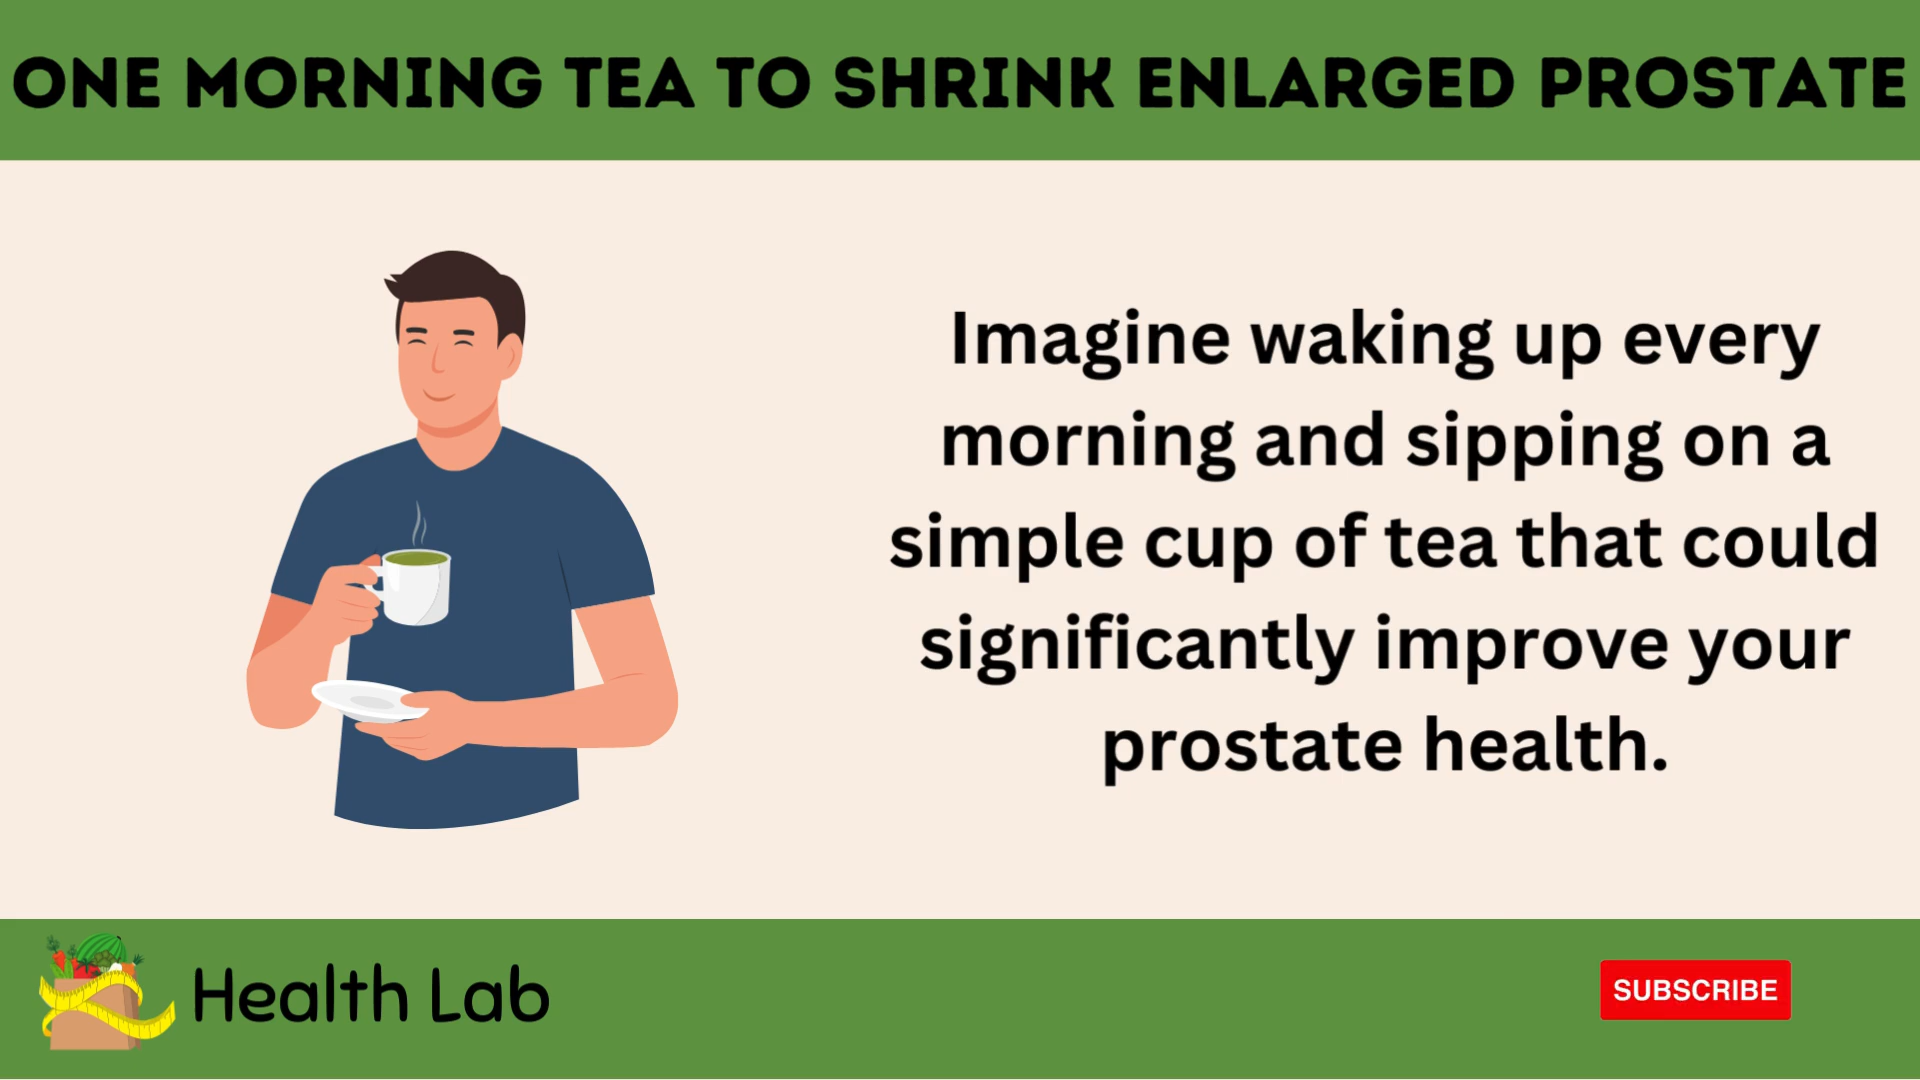 ONE MORNING TEA TO SHRINK ENLARGED PROSTATE
Imagine waking up every
morning and sipping on a
simple cup of tea that could
significantly improve your
prostate health.
Health Lab
SUBSCRIBE